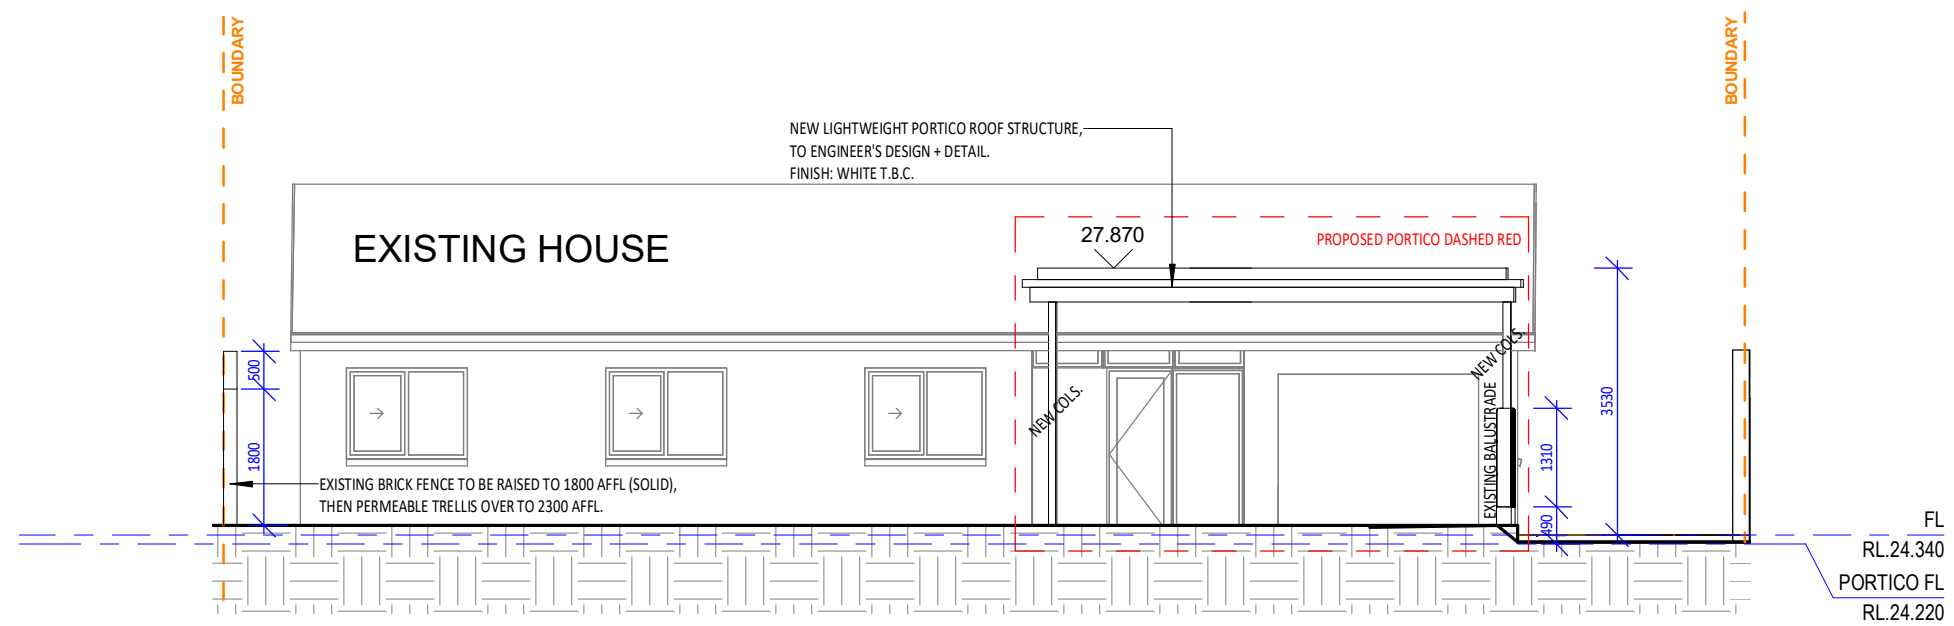 BOUNDARY
BOUNDARY
NEW LIGHTWEIGHT PORTICO ROOF STRUCTURE,
TO ENGINEER'S DESIGN + DETAIL.
FINISH: WHITE T.B.C.
EXISTING HOUSE
27.870
PROPOSED PORTICO DASHED RED
500
1800
NEW COLS.
NEW COLS.
EXISTING BALUSTRADE
3530
1310
490
EXISTING BRICK FENCE TO BE RAISED TO 1800 AFFL (SOLID),
THEN PERMEABLE TRELLIS OVER TO 2300 AFFL.
FL
RL.24.340
PORTICO FL
RL.24.220